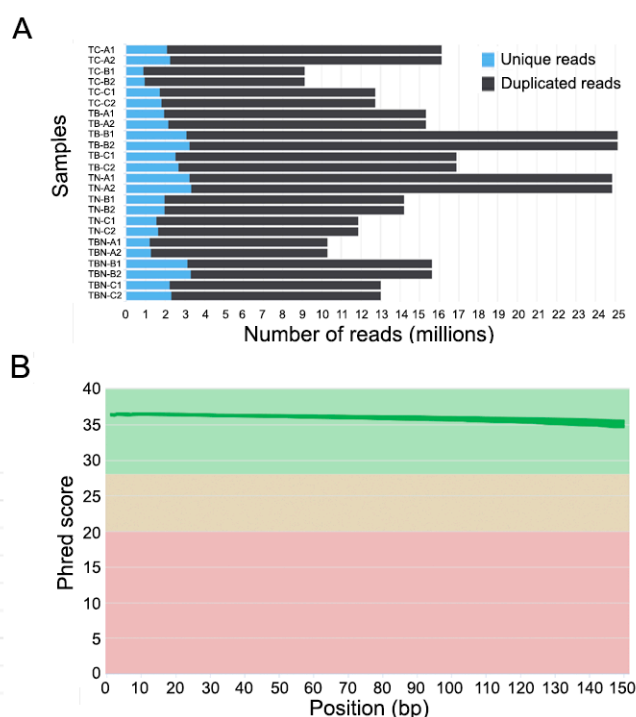 A
TC-A1
TC-A2
TC-B1
TC-B2
TC-C1
TC-C2
TB-A1
TB-A2
TB-B1
TB-B2
TB-C1
TB-C2
TN-A1
TN-A2
TN-B1
TN-B2
TN-C1
TN-C2
TBN-A1
TBN-A2
TBN-B1
TBN-B2
TBN-C1
TBN-C2
Samples
Unique reads
Duplicated reads
0 1 2 3 4 5 6 7 8 9 10 11 12 13 14 15 16 17 18 19 20 21 22 23 24 25
Number of reads (millions)
B
40
35
30
25
20
15
10
5
0
Phred score
0 10 20 30 40 50 60 70 80 90 100 110 120 130 140 150
Position (bp)